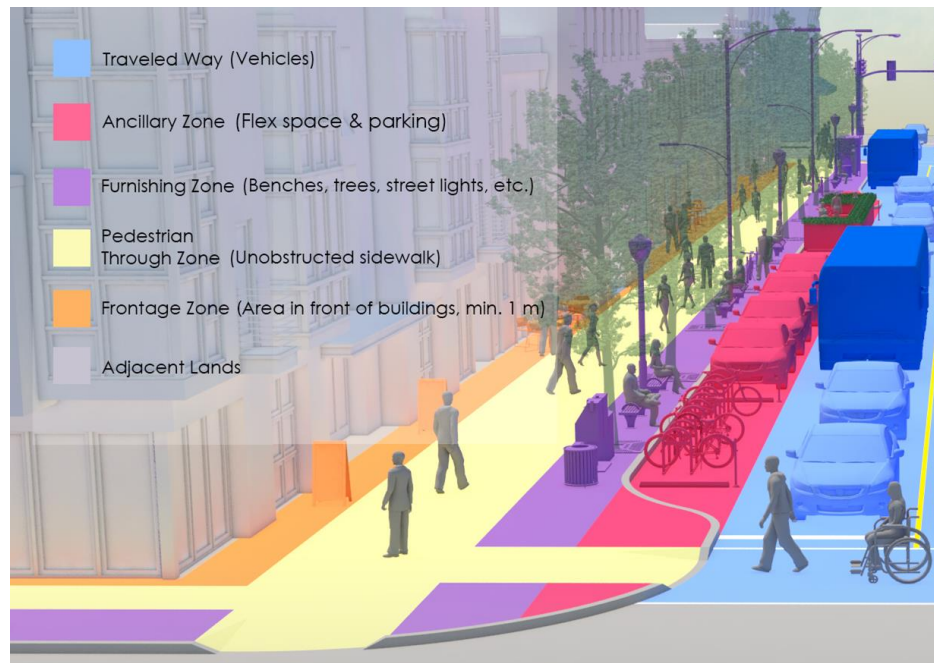 Traveled Way (Vehicles)
Ancillary Zone (Flex space & parking)
Furnishing Zone (Benches, trees, street lights, etc.)
Pedestrian
Through Zone (Unobstructed sidewalk)
Frontage Zone (Area in front of buildings, min. 1 m)
Adjacent Lands